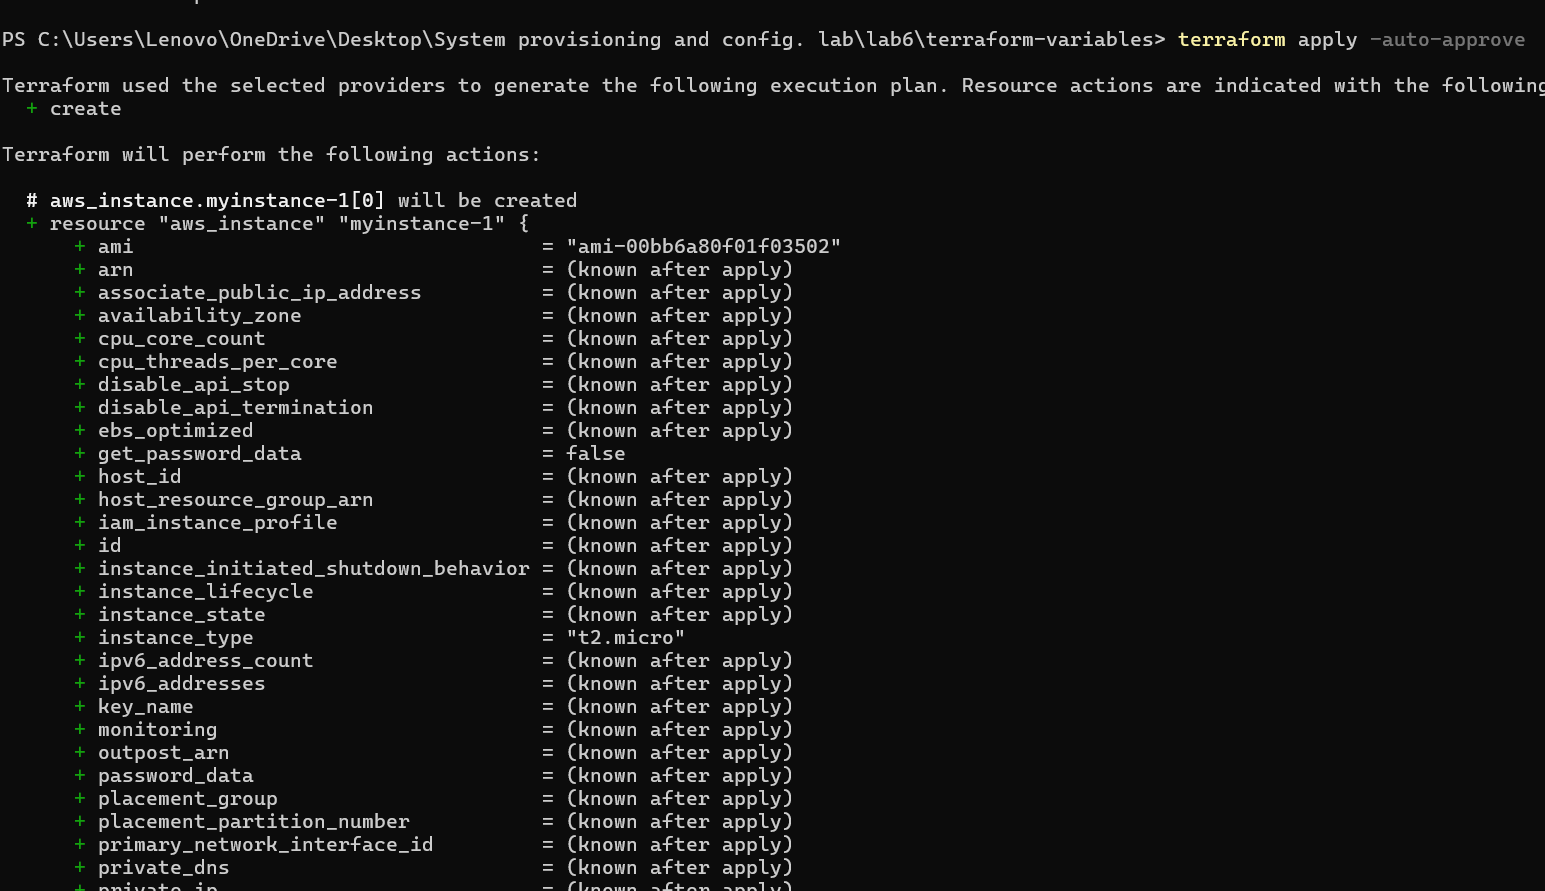 PS C:\Users\Lenovo\OneDrive\Desktop\System provisioning and config. lab\lab6\terraform-variables> terraform apply -auto-approve
Terraform used the selected providers to generate the following execution plan. Resource actions are indicated with the following
+ create
Terraform will perform the following actions:
# aws_instance.myinstance-1[0] will be created
+ resource "aws_instance" "myinstance-1" {
+ ami = "ami-00bb6a80f01f03502"
+ arn = (known after apply)
+ associate_public_ip_address = (known after apply)
+ availability_zone = (known after apply)
+ cpu_core_count = (known after apply)
+ cpu_threads_per_core = (known after apply)
+ disable_api_stop = (known after apply)
+ disable_api_termination = (known after apply)
+ ebs_optimized = (known after apply)
+ get_password_data = false
+ host_id = (known after apply)
+ host_resource_group_arn = (known after apply)
+ iam_instance_profile = (known after apply)
+ id = (known after apply)
+ instance_initiated_shutdown_behavior = (known after apply)
+ instance_lifecycle = (known after apply)
+ instance_state = (known after apply)
+ instance_type = "t2.micro"
+ ipv6_address_count = (known after apply)
+ ipv6_addresses = (known after apply)
+ key_name = (known after apply)
+ monitoring = (known after apply)
+ outpost_arn = (known after apply)
+ password_data = (known after apply)
+ placement_group = (known after apply)
+ placement_partition_number = (known after apply)
+ primary_network_interface_id = (known after apply)
+ private_dns = (known after apply)
+ private_ip = (known after apply)